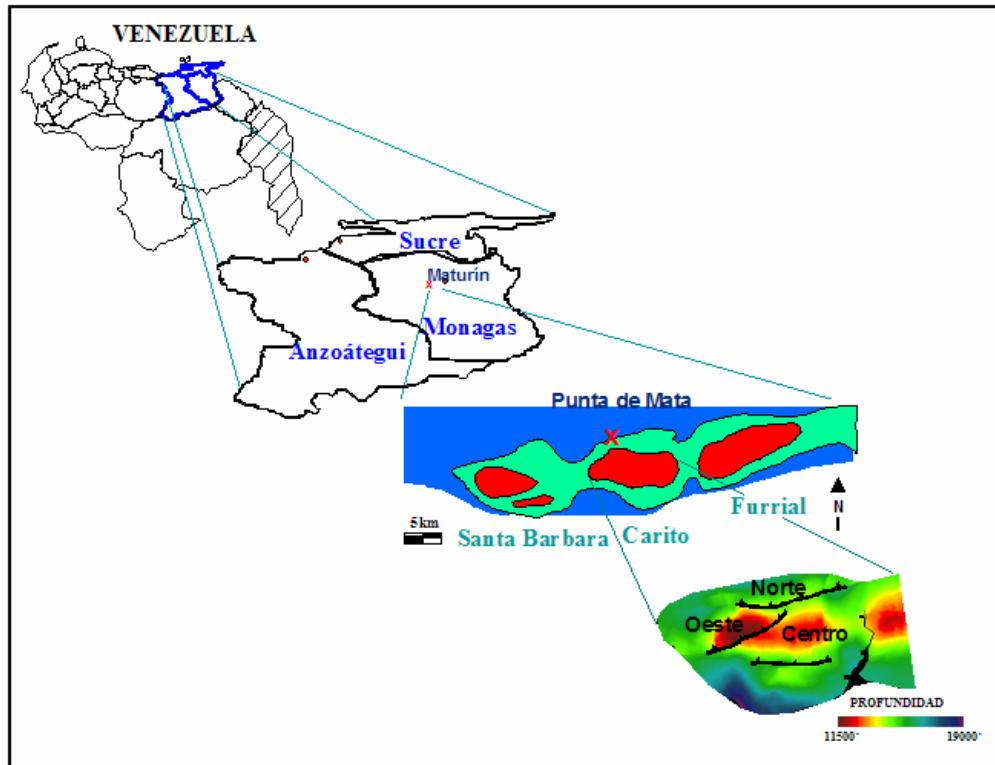 VENEZUELA
Sucre
Maturín
Monagas
Anzoátegui
Punta de Mata
X
Furrial
N
5km
Santa Barbara
Carito
Norte
Oeste
Centro
PROFUNDIDAD
11500-
19000-